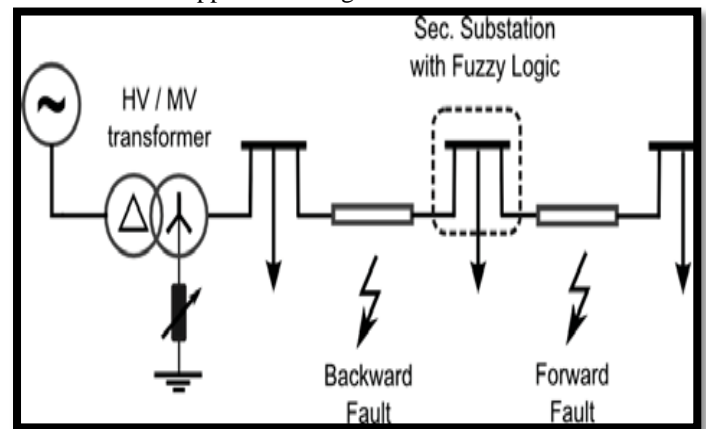 Sec. Substation
with Fuzzy Logic
HV / MV
transformer
Backward
Fault
Forward
Fault